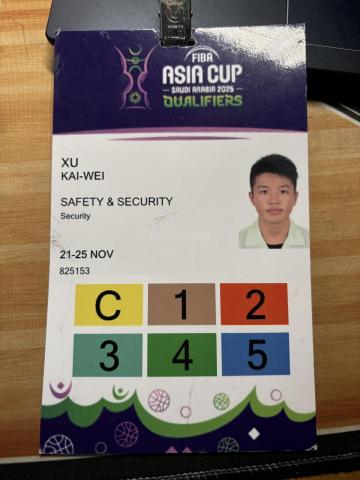 FIBA
ASIA CUP
SAUDI ARABIA 2025
QUALIFIERS
XU
KAI-WEI
SAFETY & SECURITY
Security
21-25 NOV
825153
C 1 2
3 4 5